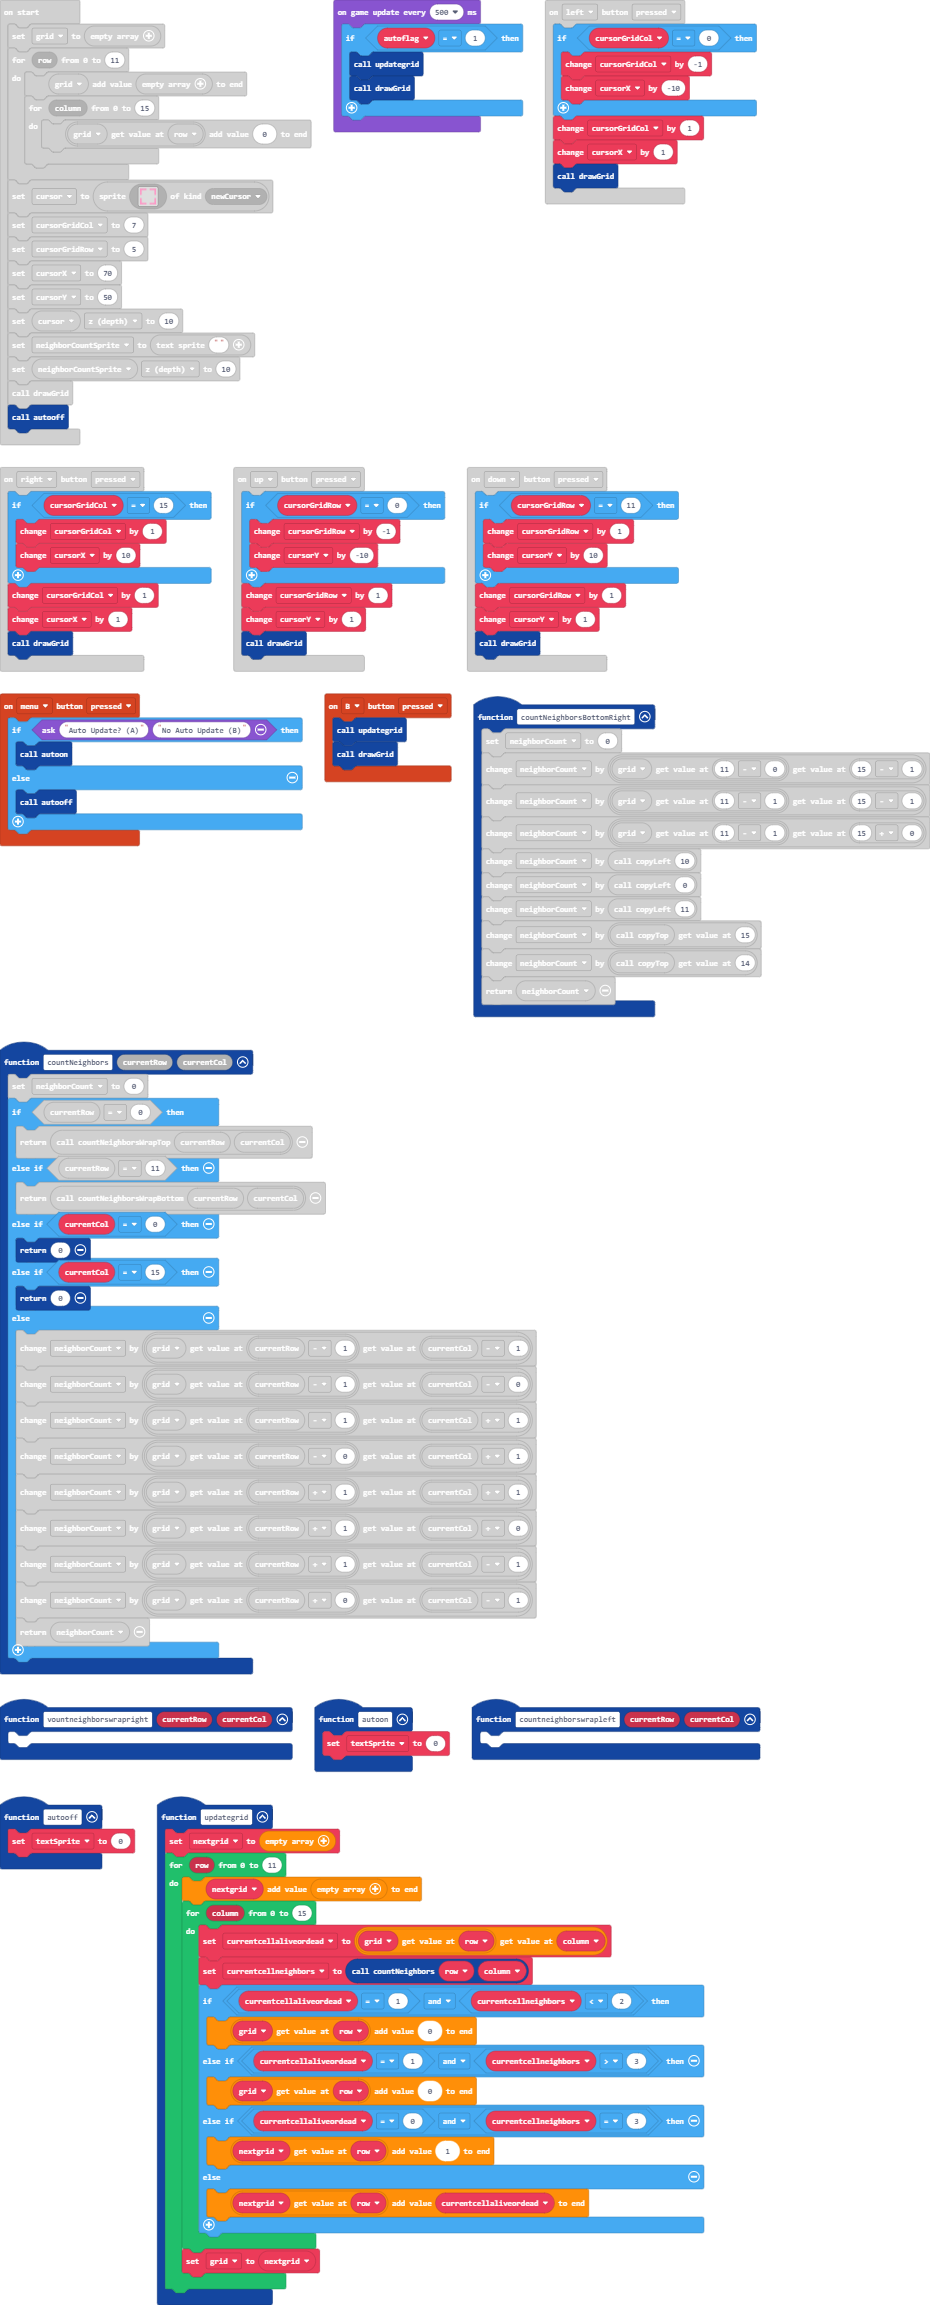 on start
set grid to empty array
for row from 0 to 11
do grid add value empty array to end
for column from 0 to 15
do grid get value at row add value 0 to end
set cursor to sprite of kind newCursor
set cursorGridCol to 7
set cursorGridRow to 5
set cursorX to 70
set cursorY to 50
set cursor z (depth) to 10
set neighborCountSprite to text sprite " "
set neighborCountSprite z (depth) to 10
call drawGrid
call autooff
on game update every 500 ms
if autoflag = 1 then
call updategrid
call drawGrid
on left button pressed
if cursorGridCol = 0 then
change cursorGridCol by -1
change cursorX by -10
change cursorGridCol by 1
change cursorX by 1
call drawGrid
on right button pressed
if cursorGridCol = 15 then
change cursorGridCol by 1
change cursorX by 10
change cursorGridCol by 1
change cursorX by 1
call drawGrid
on up button pressed
if cursorGridRow = 0 then
change cursorGridRow by -1
change cursorY by -10
change cursorGridRow by 1
change cursorY by 1
call drawGrid
on down button pressed
if cursorGridRow = 11 then
change cursorGridRow by 1
change cursorY by 10
change cursorGridRow by 1
change cursorY by 1
call drawGrid
on menu button pressed
if ask "Auto Update? (A)" "No Auto Update (B)" then
call autoon
else
call autooff
on B button pressed
call updategrid
call drawGrid
function countNeighborsBottomRight
set neighborCount to 0
change neighborCount by grid get value at 11 - 0 get value at 15 - 1
change neighborCount by grid get value at 11 - 1 get value at 15 - 1
change neighborCount by grid get value at 11 - 1 get value at 15 + 0
change neighborCount by call copyLeft 10
change neighborCount by call copyLeft 0
change neighborCount by call copyLeft 11
change neighborCount by call copyTop get value at 15
change neighborCount by call copyTop get value at 14
return neighborCount
function countNeighbors currentRow currentCol
set neighborCount to 0
if currentRow = 0 then
return call countNeighborsWrapTop currentRow currentCol
else if currentRow = 11 then
return call countNeighborsWrapBottom currentRow currentCol
else if currentCol = 0 then
return 0
else if currentCol = 15 then
return 0
else
change neighborCount by grid get value at currentRow - 1 get value at currentCol - 1
change neighborCount by grid get value at currentRow - 1 get value at currentCol - 0
change neighborCount by grid get value at currentRow - 1 get value at currentCol + 1
change neighborCount by grid get value at currentRow - 0 get value at currentCol + 1
change neighborCount by grid get value at currentRow + 1 get value at currentCol + 1
change neighborCount by grid get value at currentRow + 1 get value at currentCol + 0
change neighborCount by grid get value at currentRow + 1 get value at currentCol - 1
change neighborCount by grid get value at currentRow + 0 get value at currentCol - 1
return neighborCount
function vountneighborswrapright currentRow currentCol
function autoon
set textSprite to 0
function countneighborswrapleft currentRow currentCol
function autooff
set textSprite to 0
function updategrid
set nextgrid to empty array
for row from 0 to 11
do nextgrid add value empty array to end
for column from 0 to 15
do set currentcellaliveordead to grid get value at row get value at column
set currentcellneighbors to call countNeighbors row column
if currentcellaliveordead = 1 and currentcellneighbors < 2 then
grid get value at row add value 0 to end
else if currentcellaliveordead = 1 and currentcellneighbors > 3 then
grid get value at row add value 0 to end
else if currentcellaliveordead = 0 and currentcellneighbors = 3 then
nextgrid get value at row add value 1 to end
else
nextgrid get value at row add value currentcellaliveordead to end
set grid to nextgrid